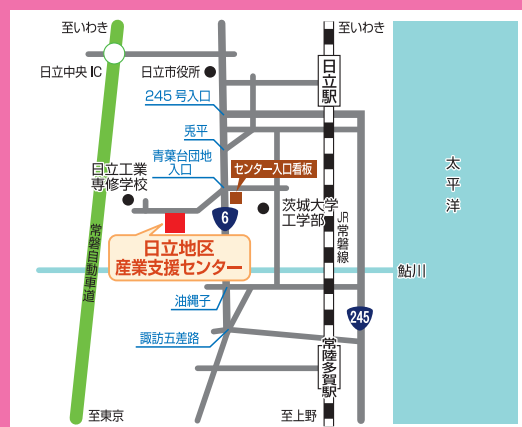 至いわき
至いわき
日立中央IC
日立市役所
日立駅
245号入口
兎平
青葉台団地
入口
センター入口看板
日立工業
専修学校
茨城大学
工学部
太平洋
6
JR常磐線
常磐自動車道
日立地区
産業支援センター
鮎川
油縄子
245
諏訪五差路
常陸多賀駅
至東京
至上野